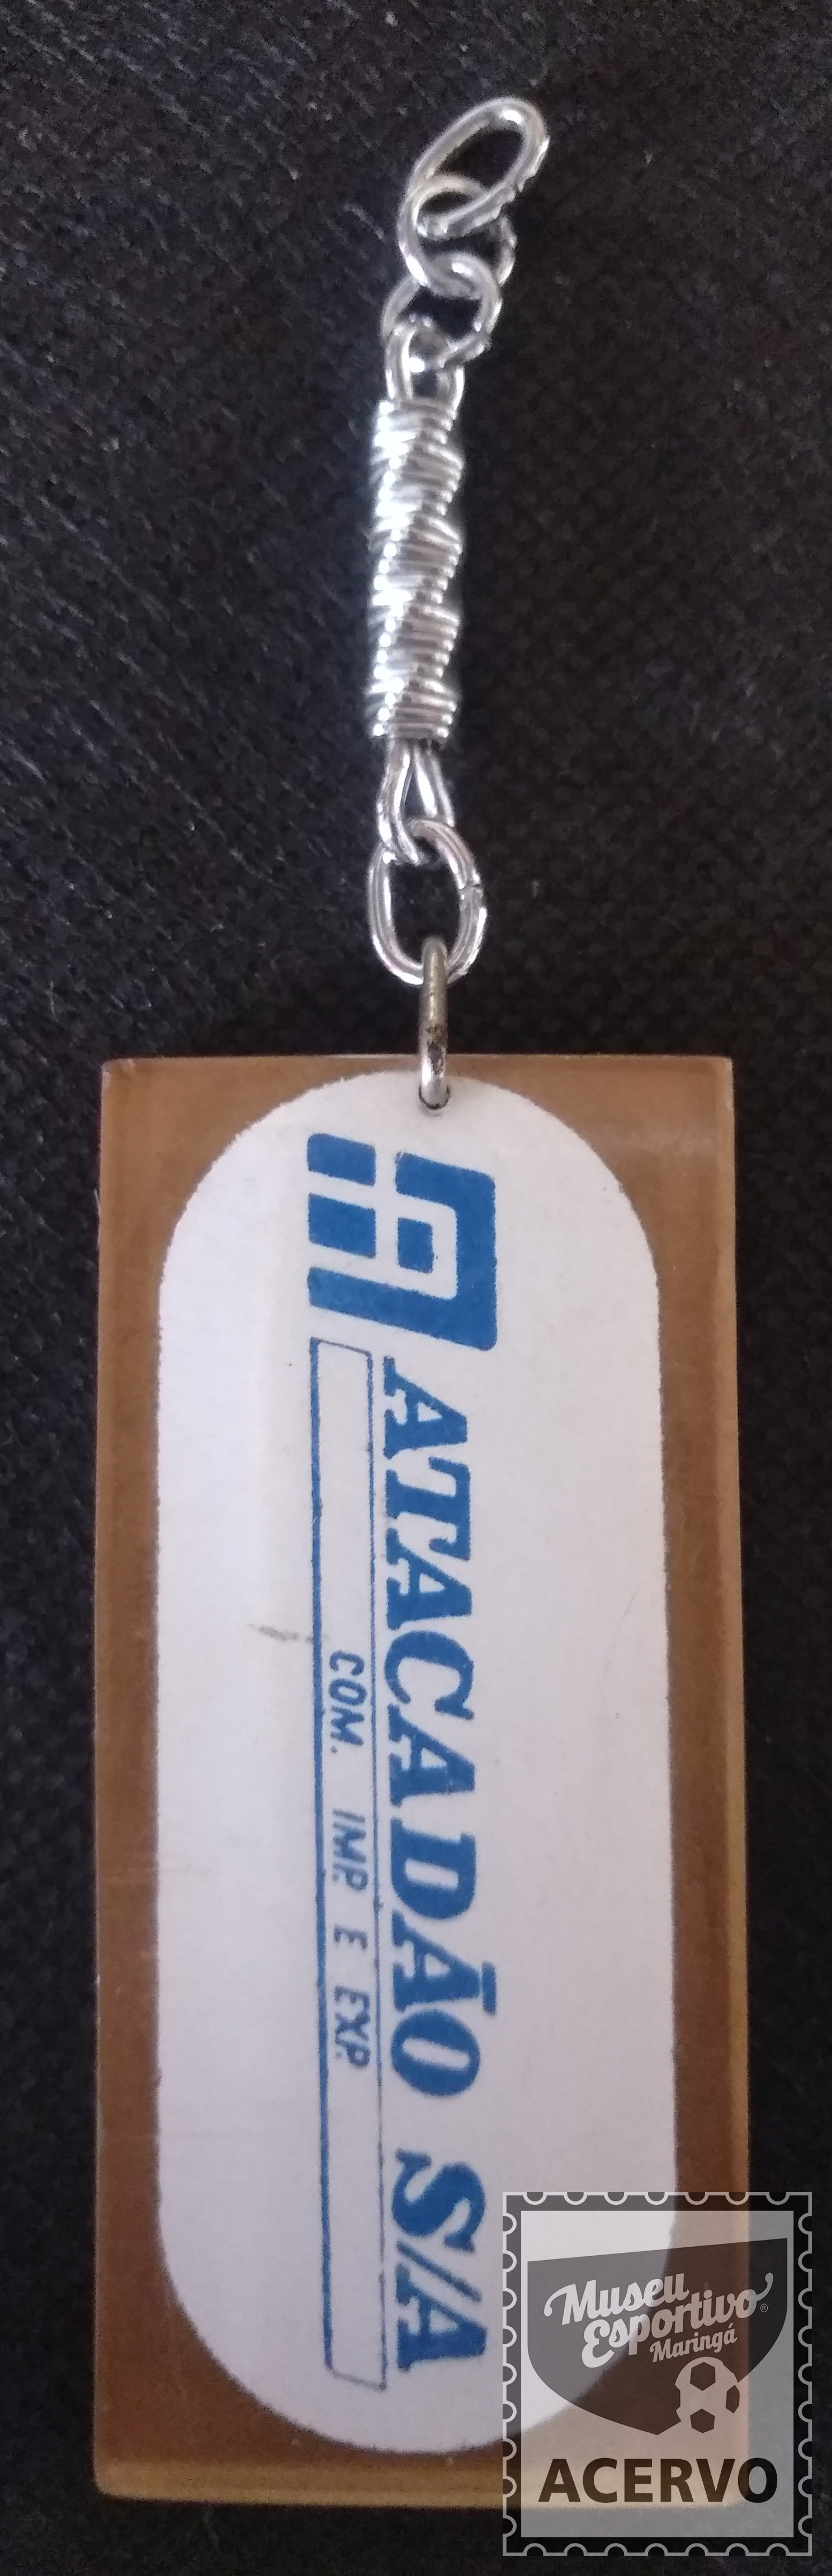 ATACADÃO S/A
COM. IMP. E EXP.
Museu
Esportivo®
Maringá
ACERVO